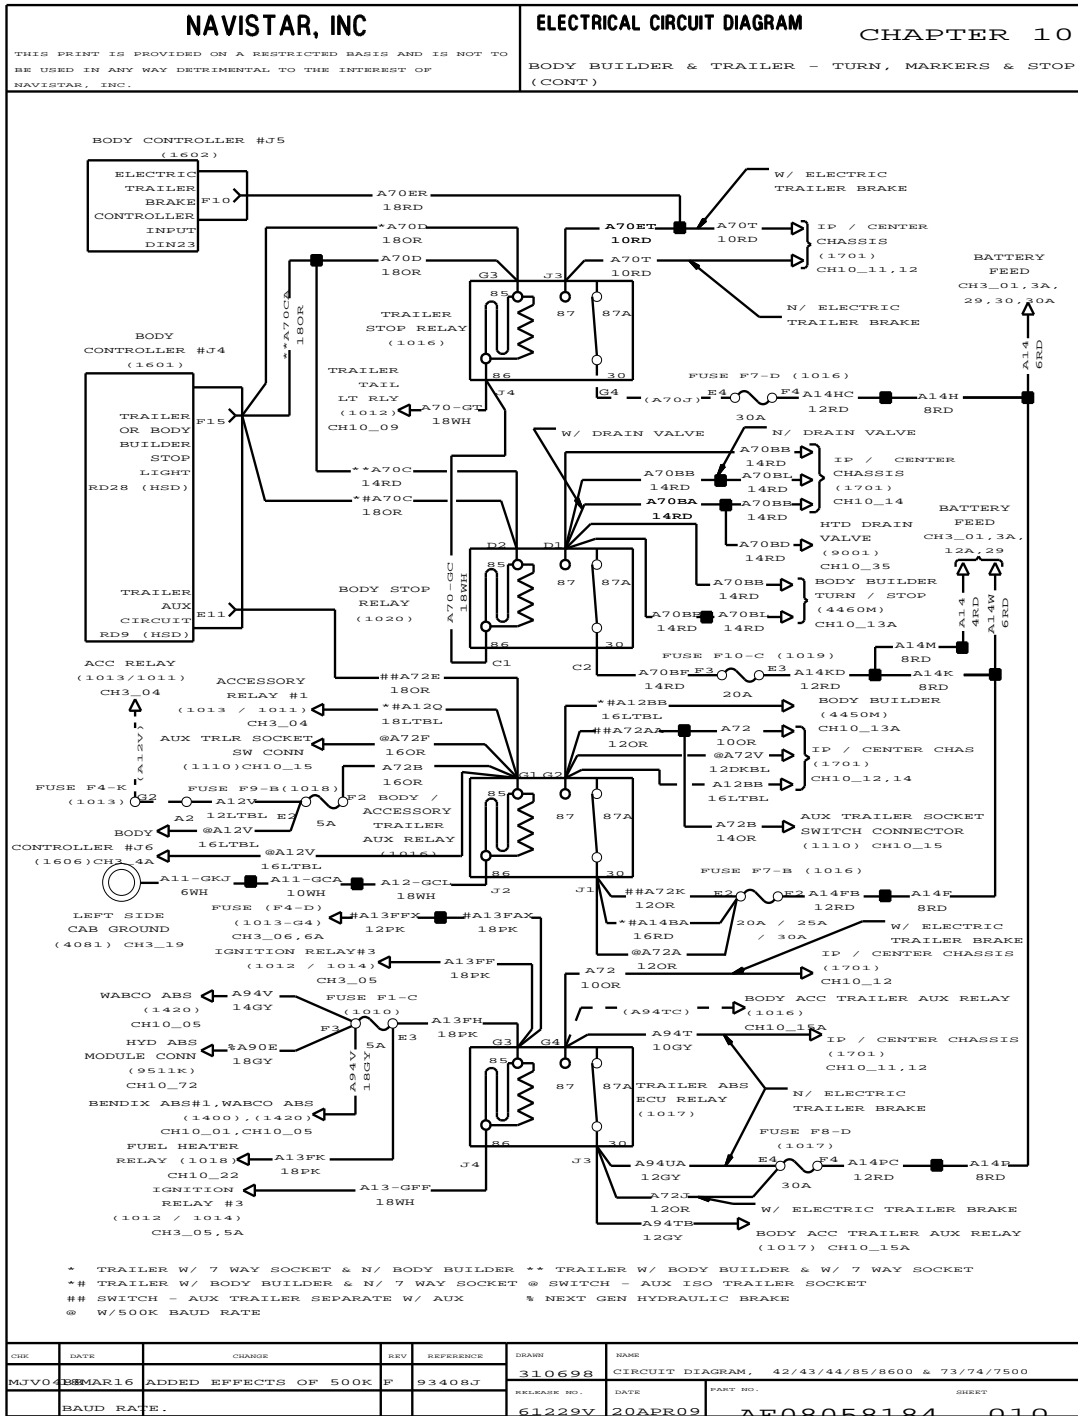 NAVISTAR, INC
THIS PRINT IS PROVIDED ON A RESTRICTED BASIS AND IS NOT TO
BE USED IN ANY WAY DETRIMENTAL TO THE INTEREST OF
NAVISTAR, INC.
ELECTRICAL CIRCUIT DIAGRAM
CHAPTER 10
BODY BUILDER & TRAILER - TURN, MARKERS & STOP
(CONT)
BODY CONTROLLER #J5
(1602)
ELECTRIC
TRAILER
BRAKE
CONTROLLER
INPUT
DIN23
F10
A70ER
18RD
*A70D
18OR
A70D
18OR
**A70CA
18OR
W/ ELECTRIC
TRAILER BRAKE
A70ET
10RD
A70T
10RD
A70T
10RD
IP / CENTER
CHASSIS
(1701)
CH10_11,12
BATTERY
FEED
CH3_01,3A,
29,30,30A
N/ ELECTRIC
TRAILER BRAKE
G3
J3
85
87
87A
86
30
J4
G4
TRAILER
STOP RELAY
(1016)
A14
6RD
BODY
CONTROLLER #J4
(1601)
TRAILER
TAIL
LT RLY
(1012)
CH10_09
A70-GT
18WH
(A70J)
FUSE F7-D (1016)
E4
F4
30A
A14HC
12RD
A14H
8RD
TRAILER
OR BODY
BUILDER
STOP
LIGHT
RD28 (HSD)
F15
TRAILER
AUX
CIRCUIT
RD9 (HSD)
E11
W/ DRAIN VALVE
N/ DRAIN VALVE
**A70C
14RD
*#A70C
18OR
A70BB
14RD
A70BB
14RD
A70BL
14RD
A70BA
14RD
A70BB
14RD
A70BD
14RD
IP / CENTER
CHASSIS
(1701)
CH10_14
HTD DRAIN
VALVE
(9001)
CH10_35
BATTERY
FEED
CH3_01,3A,
12A,29
D2
D1
85
87
87A
86
30
C1
C2
BODY STOP
RELAY
(1020)
A70-GC
18WH
A70BB
14RD
14RD
A70BL
14RD
BODY BUILDER
TURN / STOP
(4460M)
CH10_13A
A14
4RD
A14W
6RD
FUSE F10-C (1019)
A70BF
14RD
F3
E3
20A
A14KD
12RD
A14M
8RD
A14K
8RD
ACC RELAY
(1013/1011)
CH3_04
ACCESSORY
RELAY #1
(1013 / 1011)
CH3_04
##A72E
18OR
*#A12Q
18LTBL
@A72F
16OR
A72B
16OR
AUX TRLR SOCKET
SW CONN
(1110)CH10_15
(A12V)
FUSE F4-K
(1013)
G2
A2
FUSE F9-B(1018)
A12V
12LTBL
E2
F2
5A
BODY
CONTROLLER #J6
(1606)CH3_4A
@A12V
16LTBL
@A12V
16LTBL
BODY /
ACCESSORY
TRAILER
AUX RELAY
(1016)
G1
G2
85
87
87A
86
30
J2
J1
*#A12BB
16LTBL
##A72AA
12OR
A72
10OR
@A72V
12DKBL
A12BB
16LTBL
A72B
14OR
BODY BUILDER
(4450M)
CH10_13A
IP / CENTER CHAS
(1701)
CH10_12,14
AUX TRAILER SOCKET
SWITCH CONNECTOR
(1110) CH10_15
A11-GKJ
6WH
A11-GCA
10WH
A12-GCL
18WH
LEFT SIDE
CAB GROUND
(4081) CH3_19
FUSE F7-B (1016)
##A72K
12OR
*#A14BA
16RD
@A72A
12OR
E2
F2
20A / 25A
/ 30A
A14FB
12RD
A14F
8RD
FUSE (F4-D)
(1013-G4)
CH3_06,6A
#A13FFX
12PK
#A13FAX
18PK
IGNITION RELAY#3
(1012 / 1014)
CH3_05
A13FF
18PK
W/ ELECTRIC
TRAILER BRAKE
A72
10OR
IP / CENTER CHASSIS
(1701)
CH10_12
(A94TC)
BODY ACC TRAILER AUX RELAY
(1016)
CH10_15A
WABCO ABS
(1420)
CH10_05
A94V
14GY
FUSE F1-C
(1010)
F3
E3
5A
A13FH
18PK
HYD ABS
MODULE CONN
(9511K)
CH10_72
%A90E
18GY
A94V
18GY
BENDIX ABS#1,WABCO ABS
(1400),(1420)
CH10_01,CH10_05
FUEL HEATER
RELAY (1018)
CH10_22
A13FK
18PK
IGNITION
RELAY #3
(1012 / 1014)
CH3_05,5A
A13-GFF
18WH
G3
G4
85
87
87A
86
30
J4
J3
TRAILER ABS
ECU RELAY
(1017)
A94T
10GY
IP / CENTER CHASSIS
(1701)
CH10_11,12
N/ ELECTRIC
TRAILER BRAKE
FUSE F8-D
(1017)
A94UA
12GY
A72J
12OR
A94TB
12GY
E4
F4
30A
A14PC
12RD
A14P
8RD
W/ ELECTRIC TRAILER BRAKE
BODY ACC TRAILER AUX RELAY
(1017) CH10_15A
* TRAILER W/ 7 WAY SOCKET & N/ BODY BUILDER ** TRAILER W/ BODY BUILDER & W/ 7 WAY SOCKET
*# TRAILER W/ BODY BUILDER & N/ 7 WAY SOCKET @ SWITCH - AUX ISO TRAILER SOCKET
## SWITCH - AUX TRAILER SEPARATE W/ AUX % NEXT GEN HYDRAULIC BRAKE
@ W/500K BAUD RATE
CHK DATE CHANGE REV REFERENCE DRAWN NAME
ADDED EFFECTS OF 500K F 93408J 310698 CIRCUIT DIAGRAM, 42/43/44/85/8600 & 73/74/7500
BAUD RATE.
RELEASE NO. DATE PART NO. SHEET
61229V 20APR09 AF08058184 010